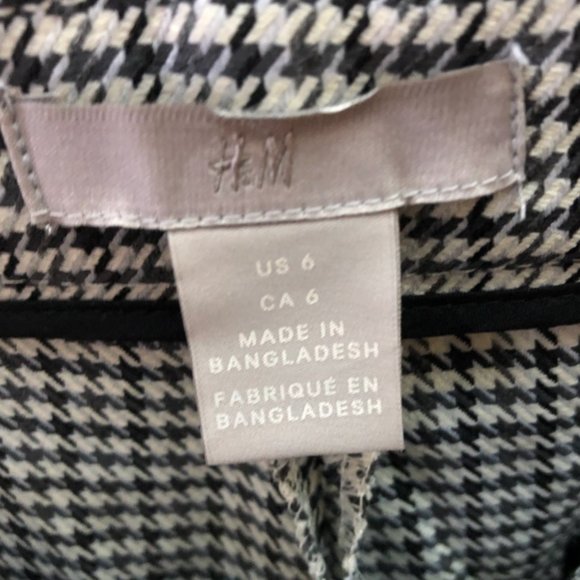 H&M
US 6
CA 6
MADE IN
BANGLADESH
FABRIQUÉ EN
BANGLADESH